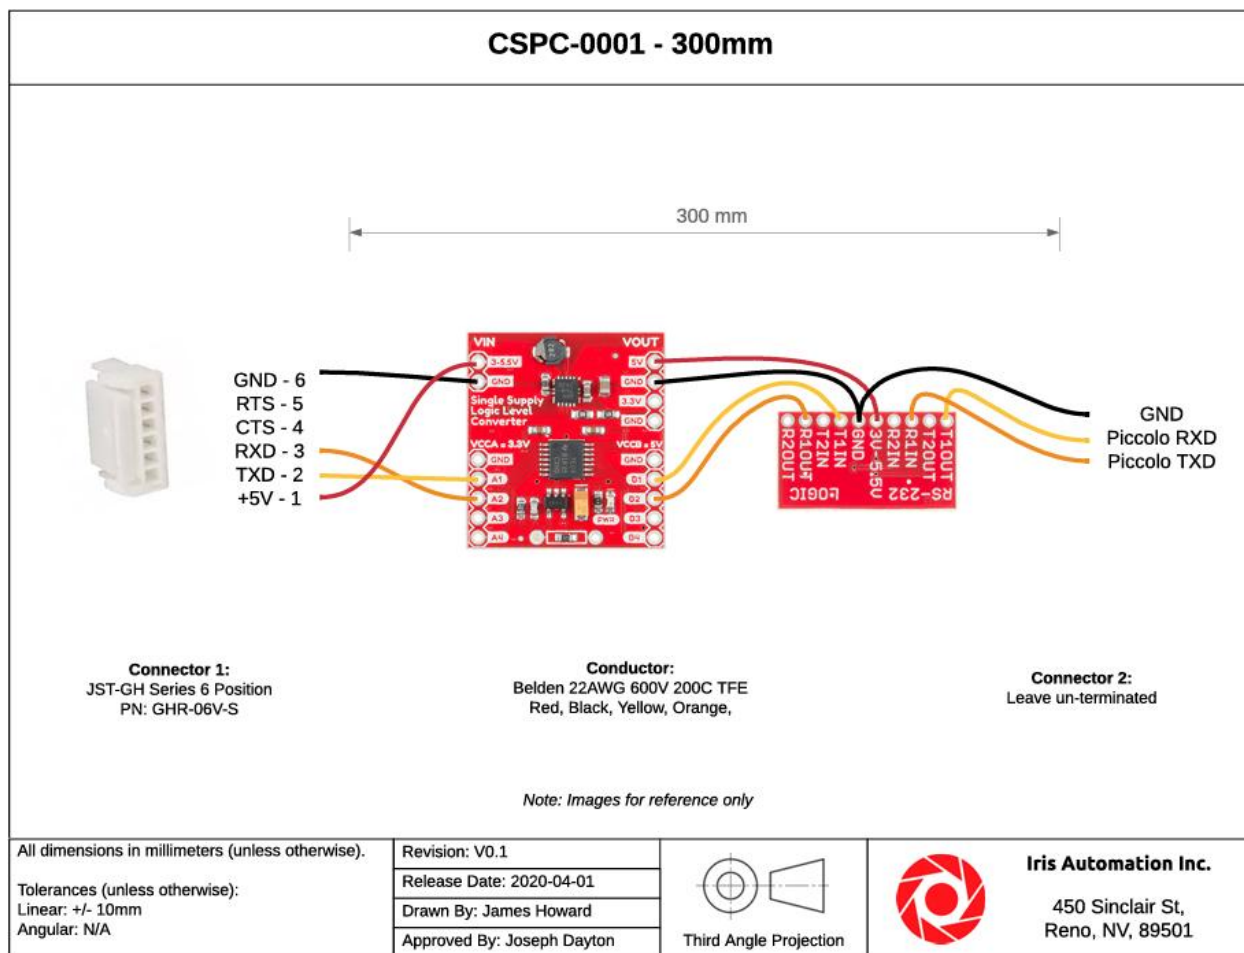 CSPC-0001 - 300mm
300 mm
GND - 6
RTS - 5
CTS - 4
RXD - 3
TXD - 2
+5V - 1
VIN
VOUT
3-5.5V
5V
GND
GND
Single Supply
Logic Level
Converter
3.3V
GND
VCCA = 3.3V
VCCB = 5V
GND
GND
A1
D1
A2
D2
A3
D3
A4
D4
PWR
R2OUT
R1OUT
T2IN
T1IN
GND
3V-5.5V
R2IN
R1IN
T2OUT
T1OUT
LOGIC
RS-232
GND
Piccolo RXD
Piccolo TXD
Connector 1:
JST-GH Series 6 Position
PN: GHR-06V-S
Conductor:
Belden 22AWG 600V 200C TFE
Red, Black, Yellow, Orange,
Connector 2:
Leave un-terminated
Note: Images for reference only
All dimensions in millimeters (unless otherwise).
Tolerances (unless otherwise):
Linear: +/- 10mm
Angular: N/A
Revision: V0.1
Release Date: 2020-04-01
Drawn By: James Howard
Approved By: Joseph Dayton
Third Angle Projection
Iris Automation Inc.
450 Sinclair St,
Reno, NV, 89501